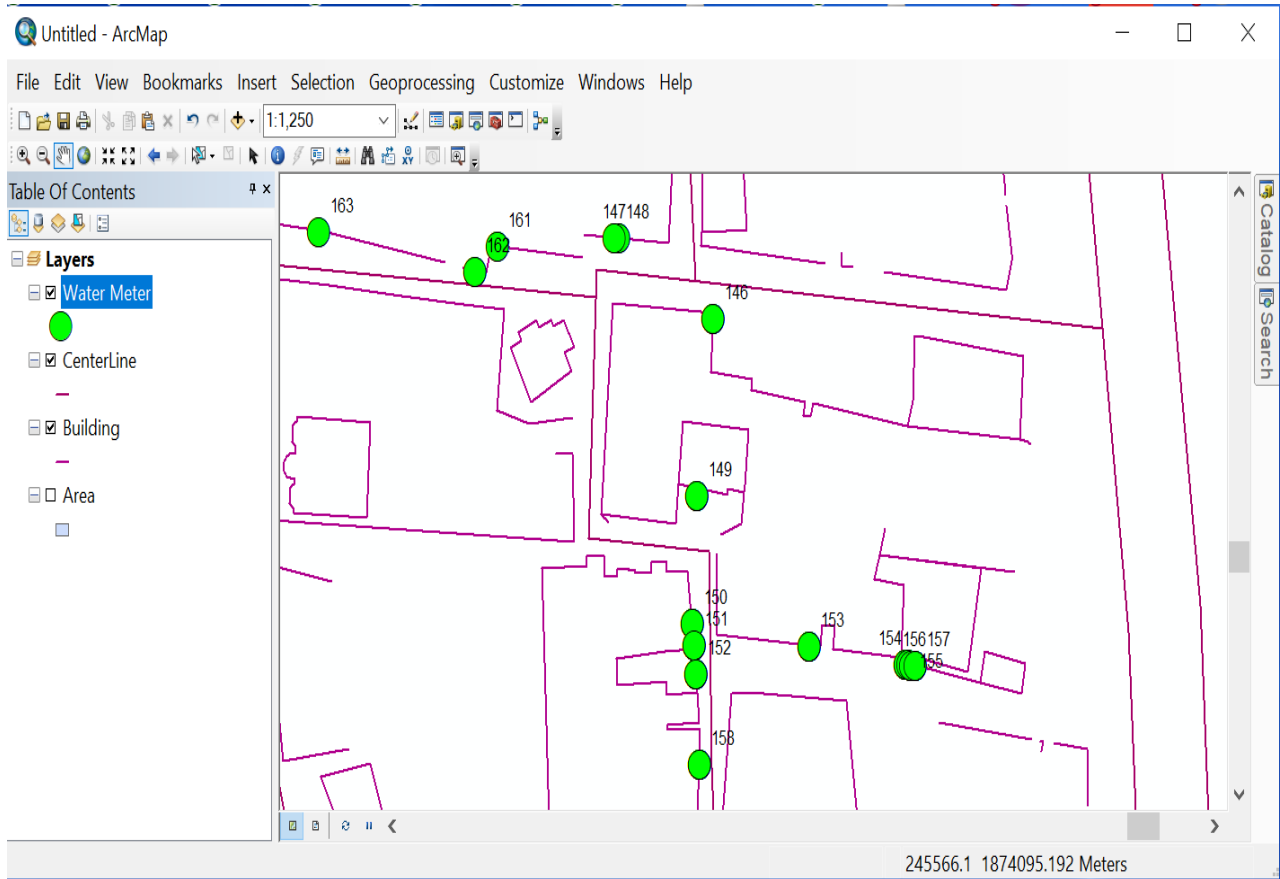 Untitled - ArcMap
File Edit View Bookmarks Insert Selection Geoprocessing Customize Windows Help
1:1,250
Table Of Contents
Layers
Water Meter
CenterLine
Building
Area
163
161
162
147148
146
149
150
151
152
153
154156157
155
158
Catalog
Search
245566.1 1874095.192 Meters